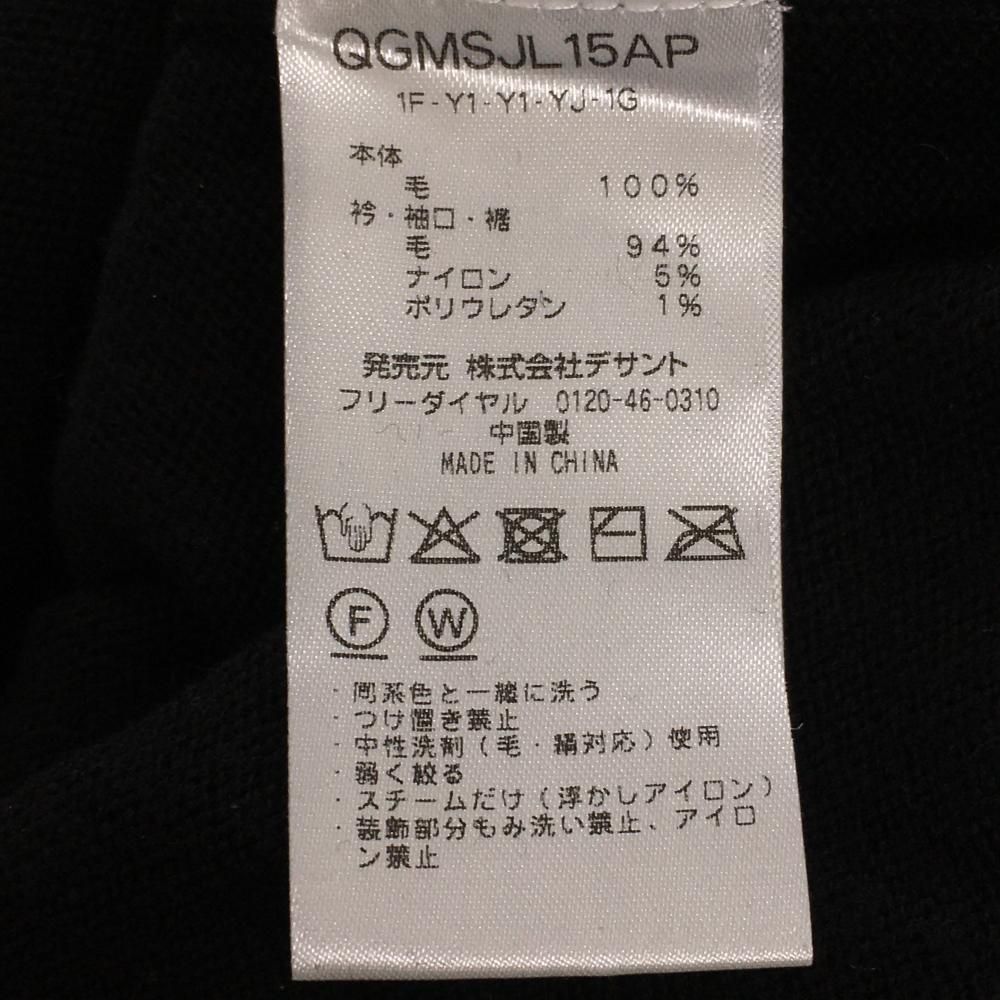 QGMSJL15AP
1F-Y1-Y1-YJ-1G
本体
毛 100%
衿・袖口・裾
毛 94%
ナイロン 5%
ポリウレタン 1%
発売元 株式会社デサント
フリーダイヤル 0120-46-0310
中国製
MADE IN CHINA
F W
・同系色と一緒に洗う
・つけ置き禁止
・中性洗剤(毛・絹対応)使用
・弱く絞る
・スチームだけ(浮かしアイロン)
・装飾部分もみ洗い禁止、アイロ
ン禁止